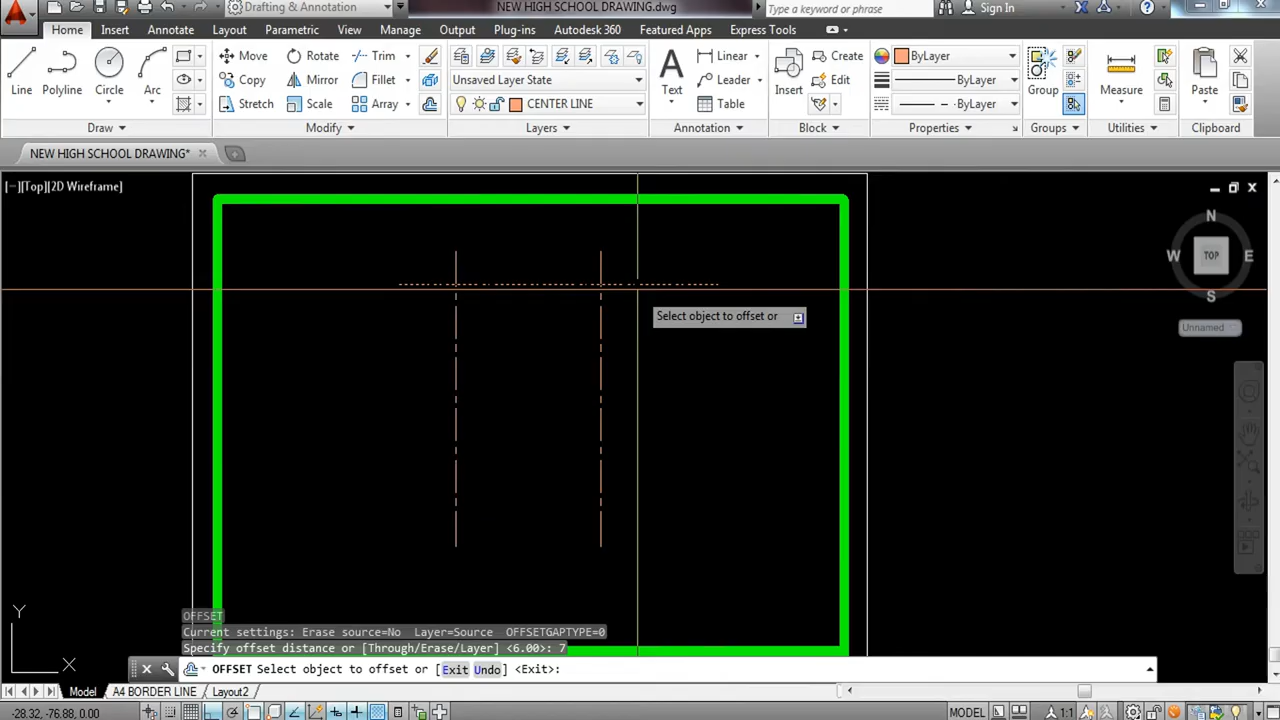 Drafting & Annotation
NEW HIGH SCHOOL DRAWING.dwg
Type a keyword or phrase
Sign In
Home Insert Annotate Layout Parametric View Manage Output Plug-ins Autodesk 360 Featured Apps Express Tools
Move Rotate Trim
Unsaved Layer State
Linear
Create
ByLayer
Line Polyline Circle Arc
Copy Mirror Fillet
Text
Leader
Insert
Edit
ByLayer
Group
Measure
Paste
Stretch Scale Array
CENTER LINE
Table
ByLayer
Draw Modify Layers Annotation Block Properties Groups Utilities Clipboard
NEW HIGH SCHOOL DRAWING*
[−][Top][2D Wireframe]
N
W TOP E
S
Unnamed
Select object to offset or
Y
X
OFFSET
Current settings: Erase source=No Layer=Source OFFSETGAPTYPE=0
Specify offset distance or [Through/Erase/Layer] <6.00>: 7
OFFSET Select object to offset or [Exit Undo] <Exit>:
Model A4 BORDER LINE Layout2
-28.32, -76.88, 0.00
MODEL
1:1